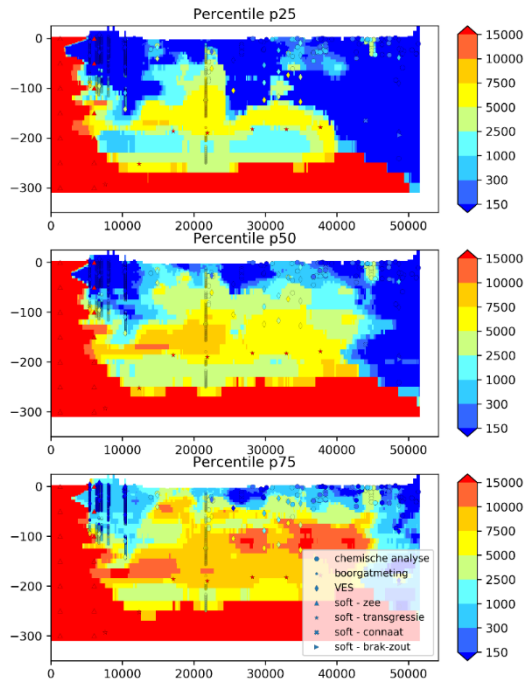 Percentile p25
0
−100
−200
−300
0 10000 20000 30000 40000 50000
15000
10000
7500
5000
2500
1000
300
150
Percentile p50
0
−100
−200
−300
0 10000 20000 30000 40000 50000
15000
10000
7500
5000
2500
1000
300
150
Percentile p75
0
−100
−200
−300
0 10000 20000 30000 40000 50000
chemische analyse
boorgatmeting
VES
soft - zee
soft - transgressie
soft - connaat
soft - brak-zout
15000
10000
7500
5000
2500
1000
300
150